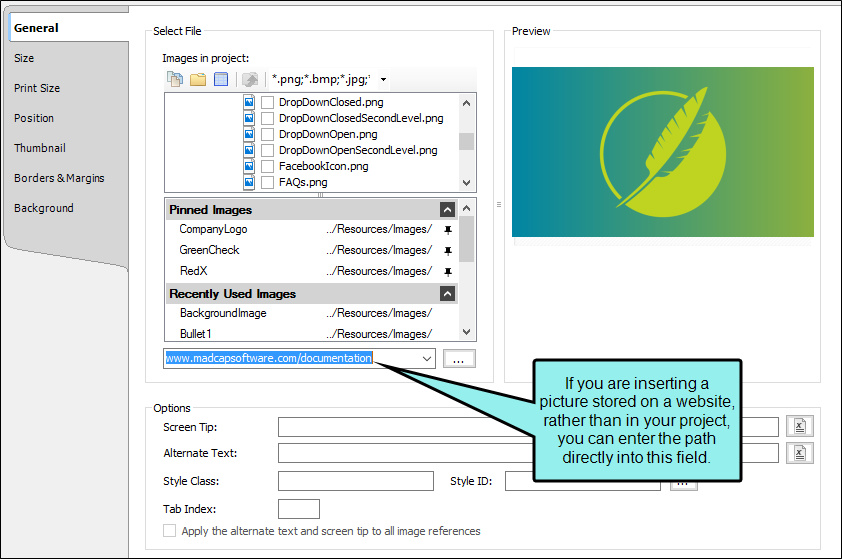 General
Size
Print Size
Position
Thumbnail
Borders & Margins
Background
Select File
Images in project:
*.png;*.bmp;*.jpg;*
DropDownClosed.png
DropDownClosedSecondLevel.png
DropDownOpen.png
DropDownOpenSecondLevel.png
FacebookIcon.png
FAQs.png
Pinned Images
CompanyLogo ../Resources/Images/
GreenCheck ../Resources/Images/
RedX ../Resources/Images/
Recently Used Images
BackgroundImage ../Resources/Images/
Bullet1 ../Resources/Images/
www.madcapsoftware.com/documentation
...
Preview
If you are inserting a
picture stored on a website,
rather than in your project,
you can enter the path
directly into this field.
Options
Screen Tip:
Alternate Text:
Style Class:
Style ID:
...
Tab Index:
Apply the alternate text and screen tip to all image references